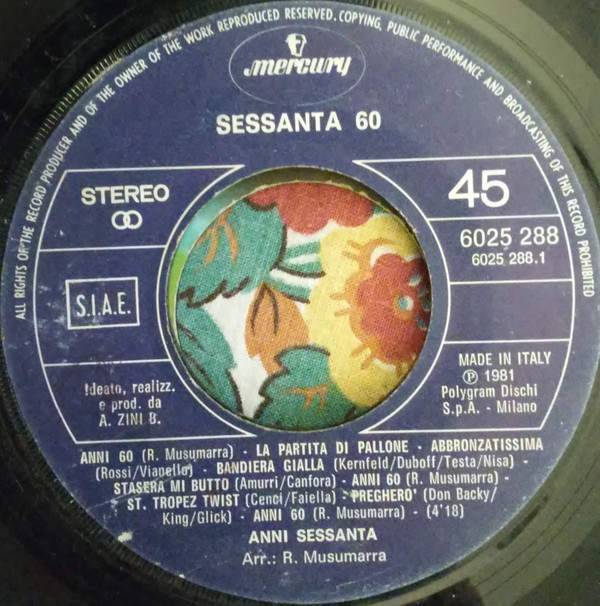 ALL RIGHTS OF THE RECORD PRODUCER AND OF THE OWNER OF THE WORK REPRODUCED RESERVED. COPYING, PUBLIC PERFORMANCE AND BROADCASTING OF THIS RECORD PROHIBITED
mercury
SESSANTA 60
STEREO
45
6025 288
6025 288.1
S.I.A.E.
Ideato, realizz.
e prod. da
A. ZINI B.
MADE IN ITALY
Ⓟ 1981
Polygram Dischi
S.p.A. - Milano
ANNI 60 (R. Musumarra) - LA PARTITA DI PALLONE - ABBRONZATISSIMA
(Rossi/Vianello) - BANDIERA GIALLA (Kernfeld/Duboff/Testa/Nisa) -
STASERA MI BUTTO (Amurri/Canfora) - ANNI 60 (R. Musumarra) -
ST. TROPEZ TWIST (Cenci/Faiella) - PREGHERO' (Don Backy/
King/Glick) - ANNI 60 (R. Musumarra) - (4'18)
ANNI SESSANTA
Arr.: R. Musumarra